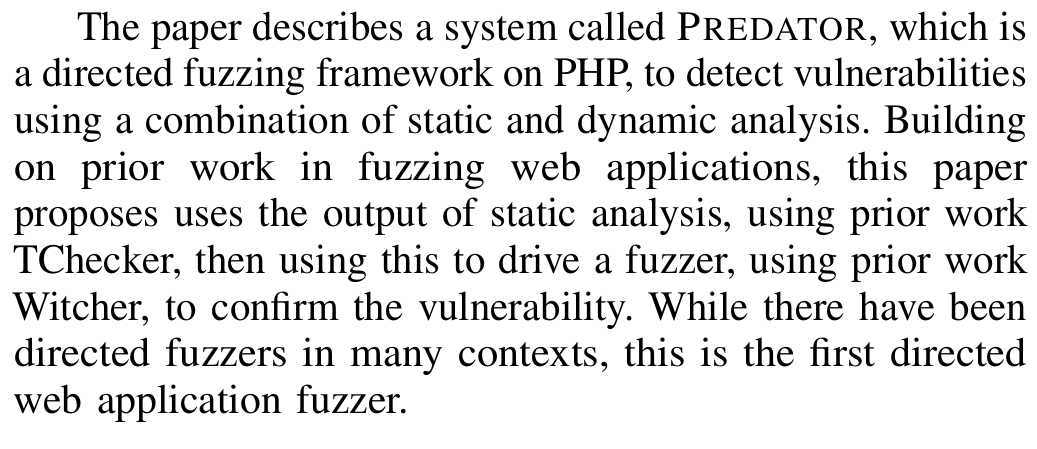 The paper describes a system called PREDATOR, which is
a directed fuzzing framework on PHP, to detect vulnerabilities
using a combination of static and dynamic analysis. Building
on prior work in fuzzing web applications, this paper
proposes uses the output of static analysis, using prior work
TChecker, then using this to drive a fuzzer, using prior work
Witcher, to confirm the vulnerability. While there have been
directed fuzzers in many contexts, this is the first directed
web application fuzzer.